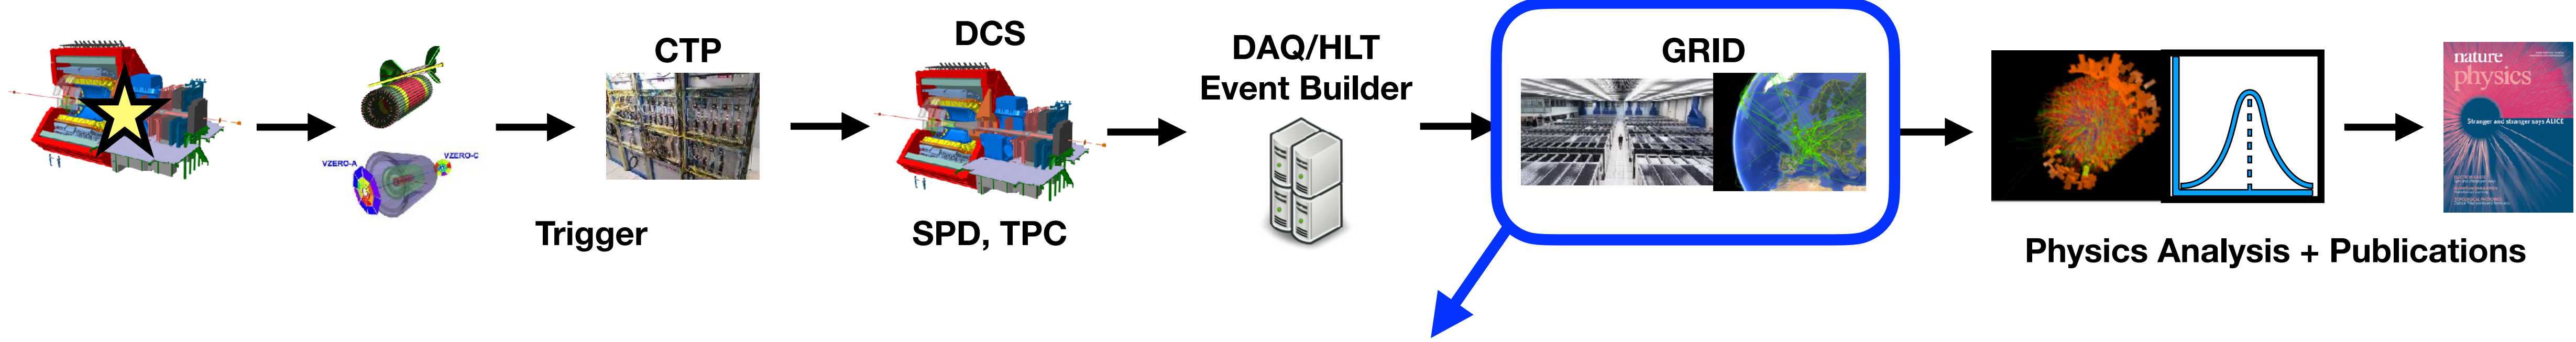 VZERO-A
VZERO-C
CTP
Trigger
DCS
SPD, TPC
DAQ/HLT
Event Builder
GRID
nature
physics
Stranger and stranger says ALICE
Physics Analysis + Publications